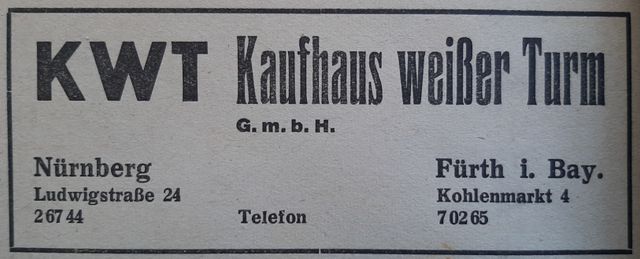 KWT Kaufhaus weißer Turm
G.m.b.H.
Nürnberg Fürth i. Bay.
Ludwigstraße 24 Kohlenmarkt 4
26744 Telefon 70265